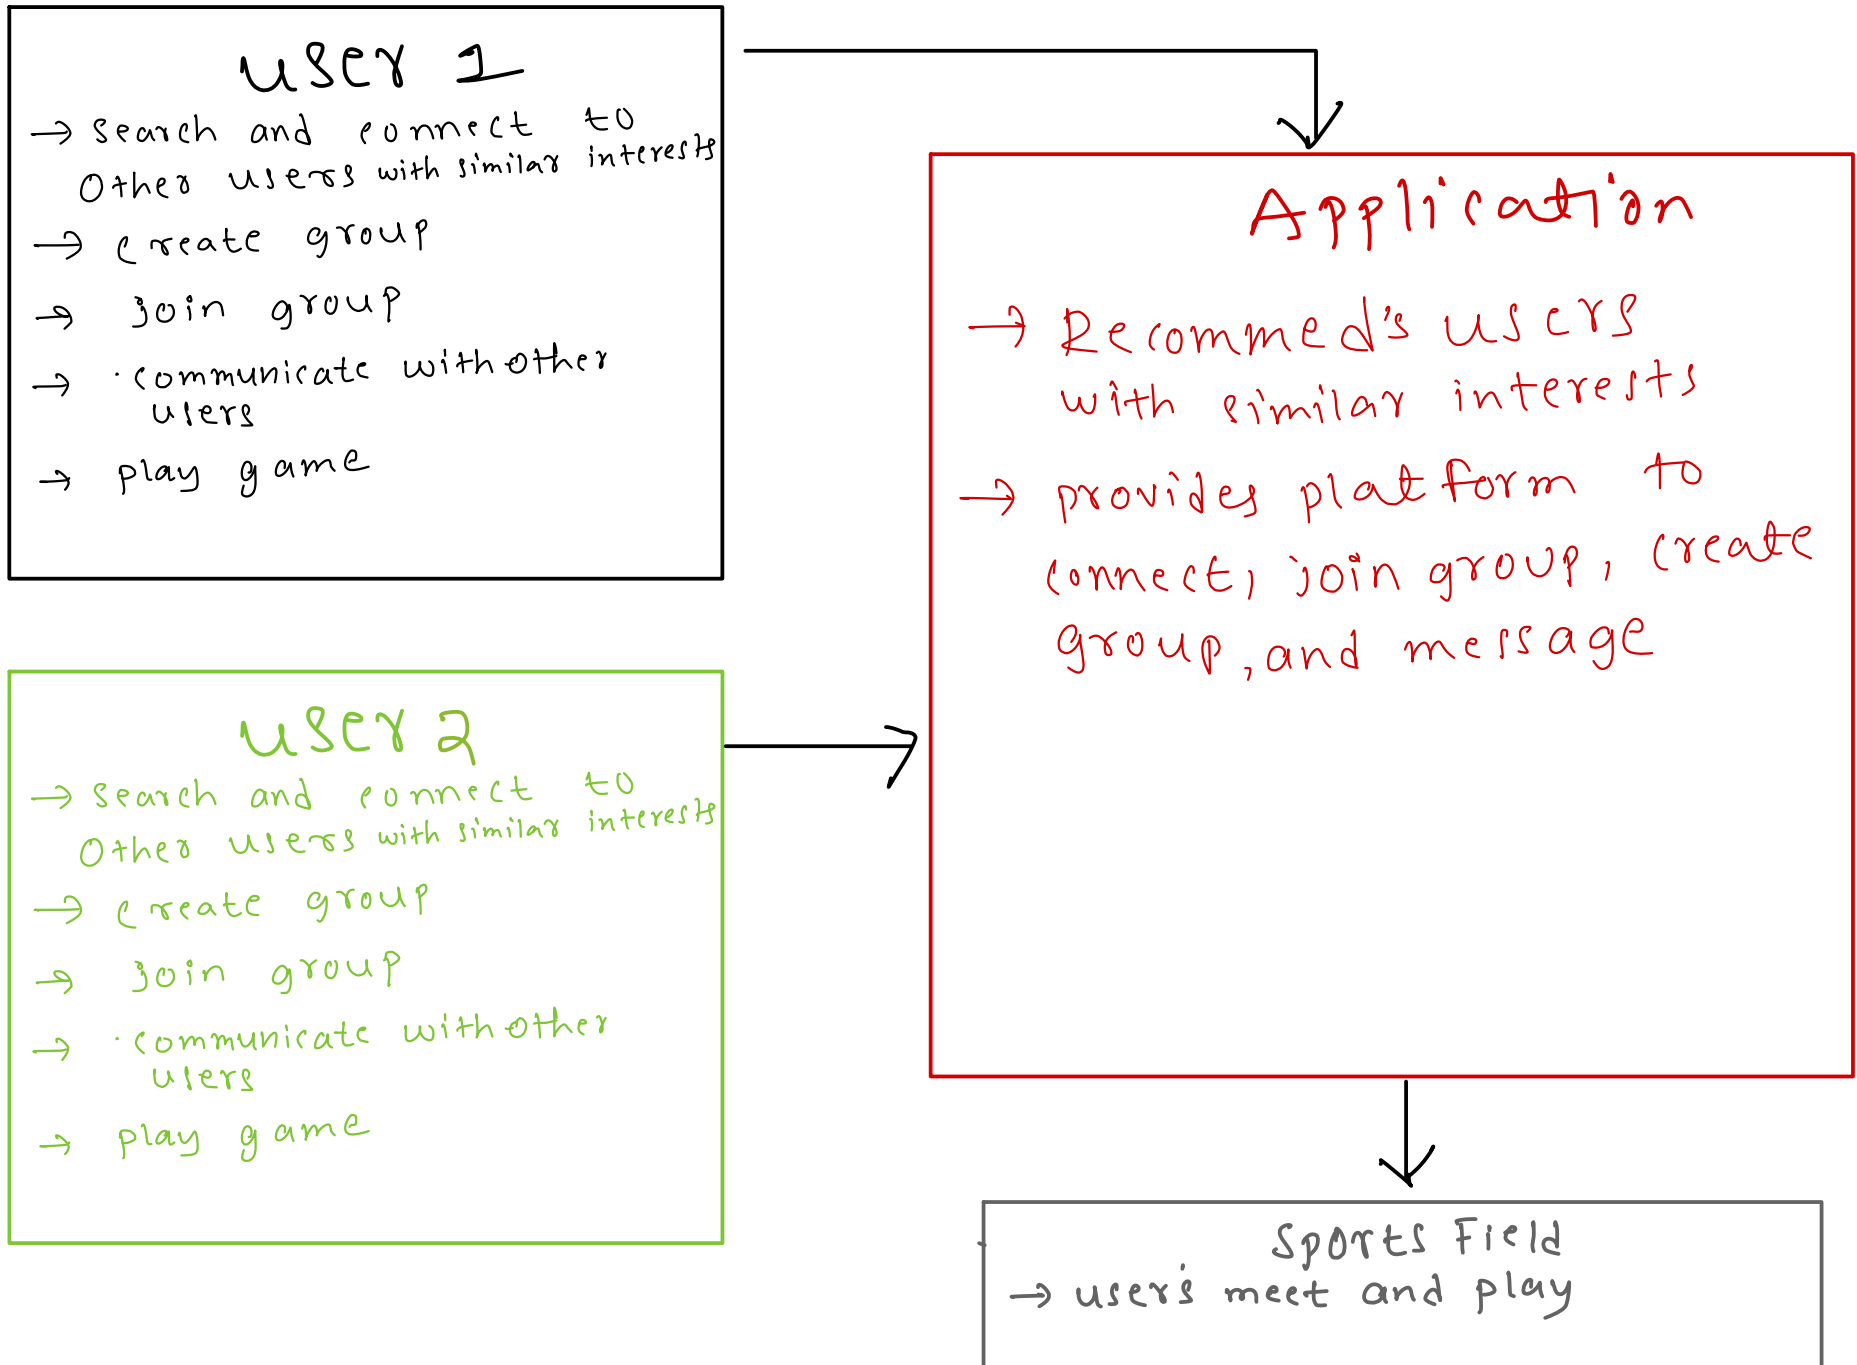 user 1
→ search and connect to
other users with similar interests
→ create group
→ join group
→ communicate with other
users
→ play game
Application
→ Recommed's users
with similar interests
→ provides platform to
connect, join group, create
group, and message
user 2
→ search and connect to
other users with similar interests
→ create group
→ join group
→ communicate with other
users
→ play game
Sports Field
→ user's meet and play